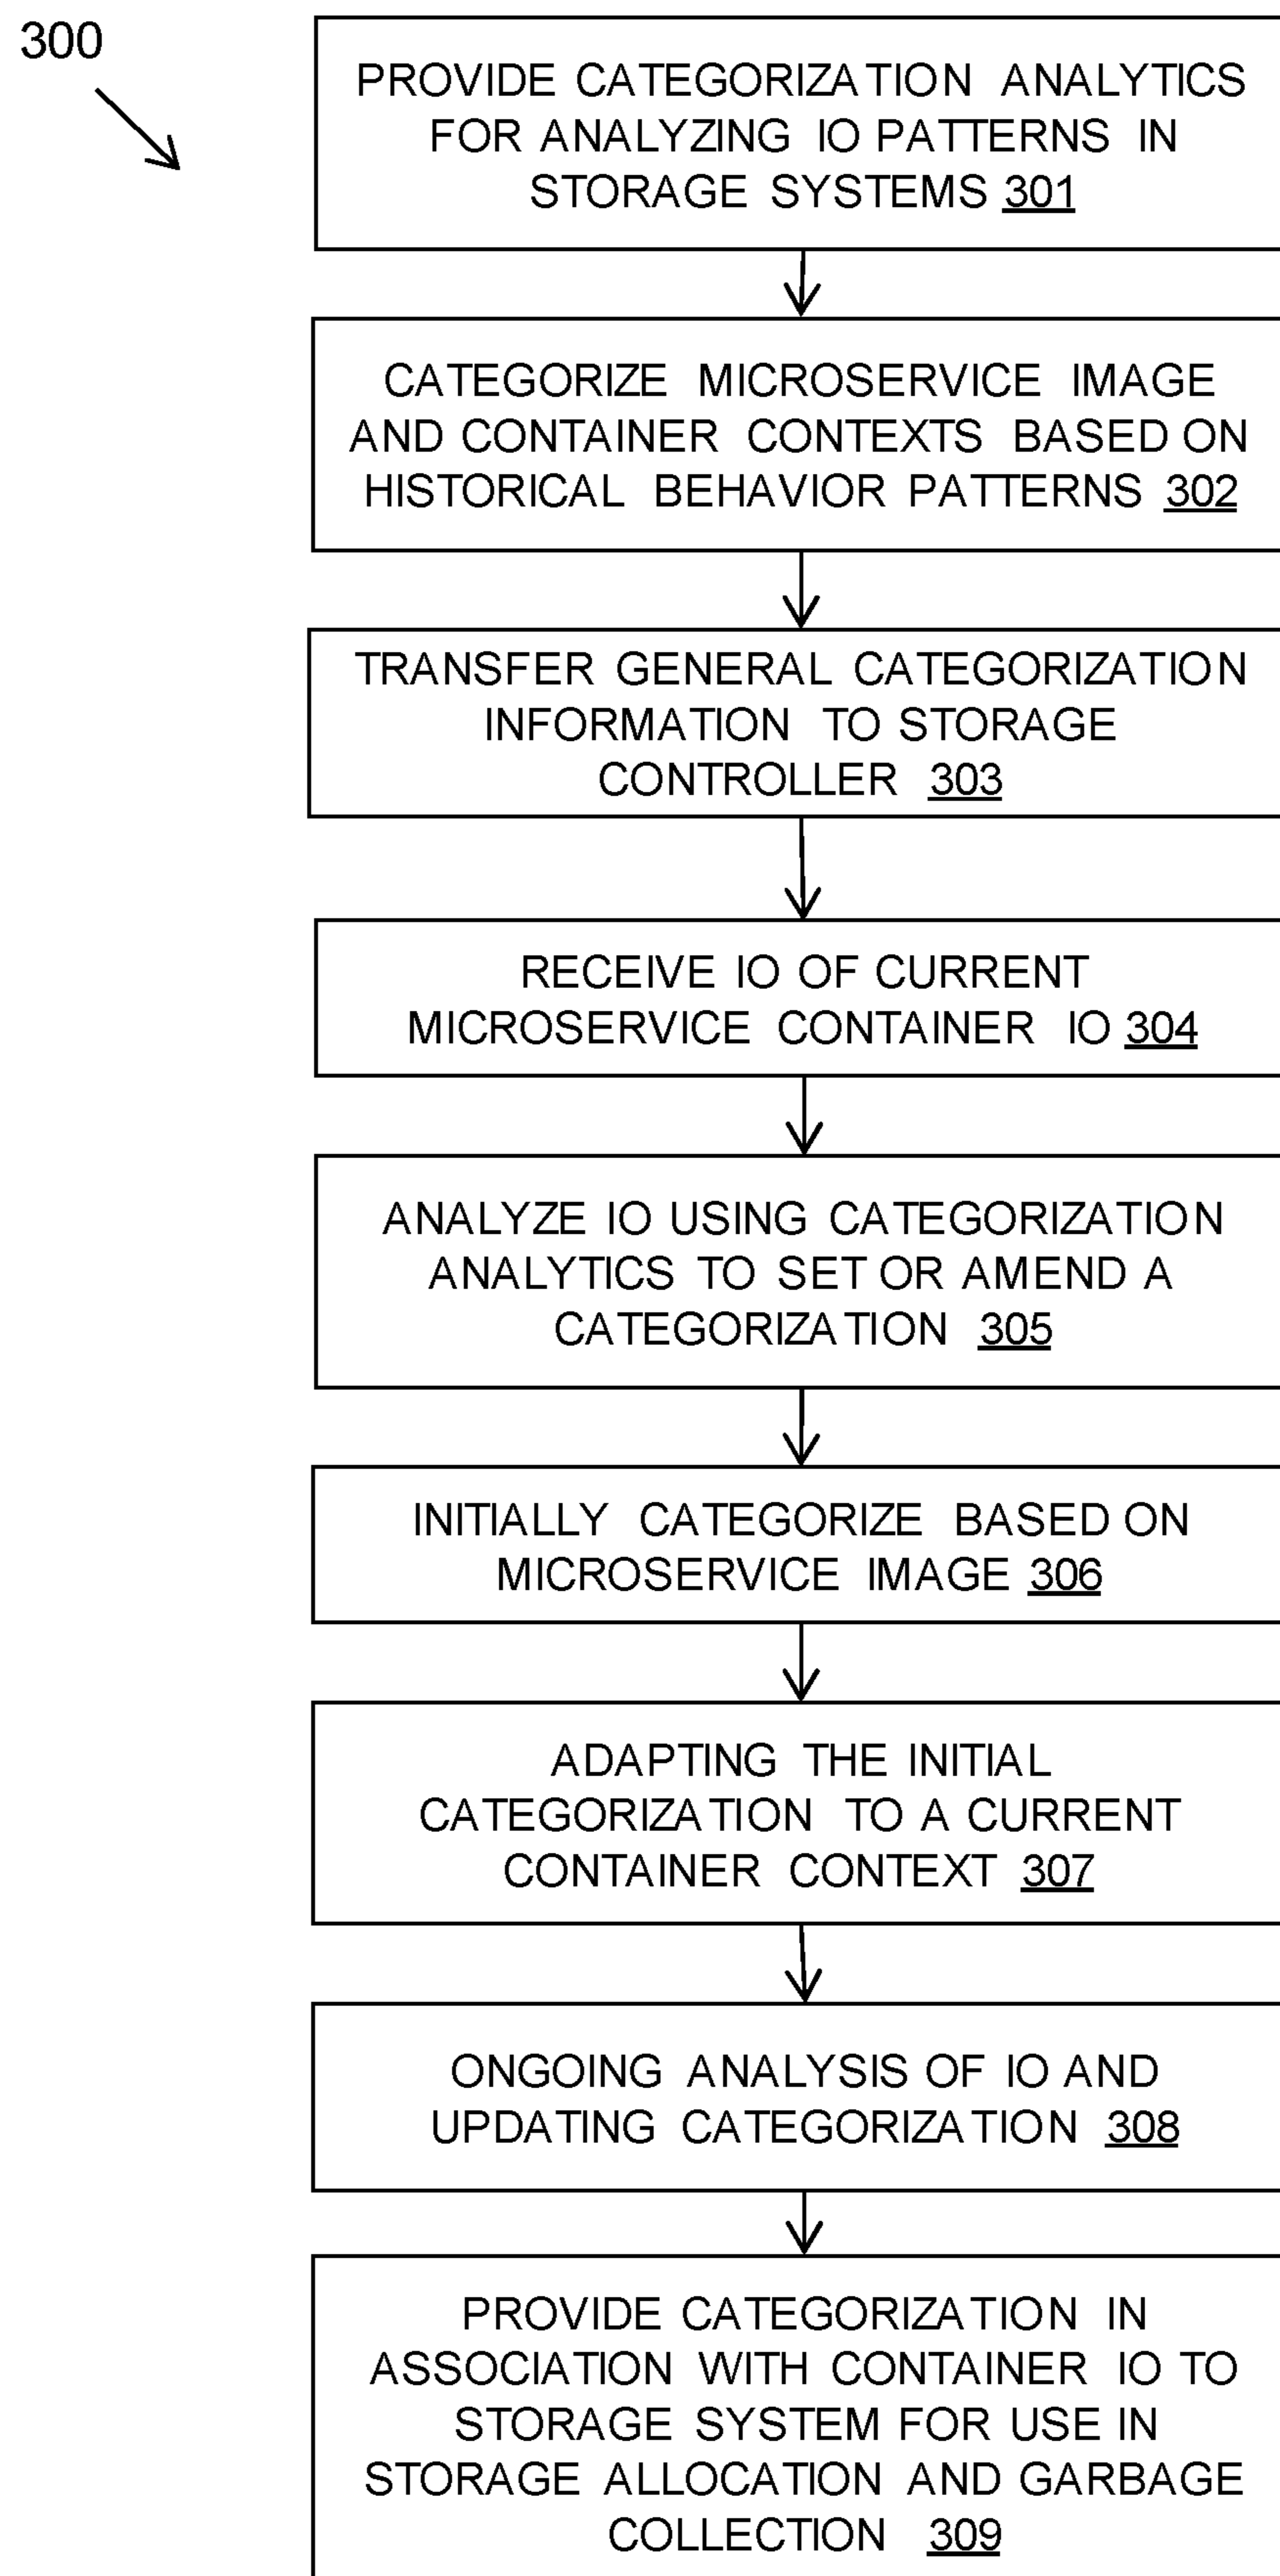 300
PROVIDE CATEGORIZATION ANALYTICS
FOR ANALYZING IO PATTERNS IN
STORAGE SYSTEMS 301
CATEGORIZE MICROSERVICE IMAGE
AND CONTAINER CONTEXTS BASED ON
HISTORICAL BEHAVIOR PATTERNS 302
TRANSFER GENERAL CATEGORIZATION
INFORMATION TO STORAGE
CONTROLLER 303
RECEIVE IO OF CURRENT
MICROSERVICE CONTAINER IO 304
ANALYZE IO USING CATEGORIZATION
ANALYTICS TO SET OR AMEND A
CATEGORIZATION 305
INITIALLY CATEGORIZE BASED ON
MICROSERVICE IMAGE 306
ADAPTING THE INITIAL
CATEGORIZATION TO A CURRENT
CONTAINER CONTEXT 307
ONGOING ANALYSIS OF IO AND
UPDATING CATEGORIZATION 308
PROVIDE CATEGORIZATION IN
ASSOCIATION WITH CONTAINER IO TO
STORAGE SYSTEM FOR USE IN
STORAGE ALLOCATION AND GARBAGE
COLLECTION 309